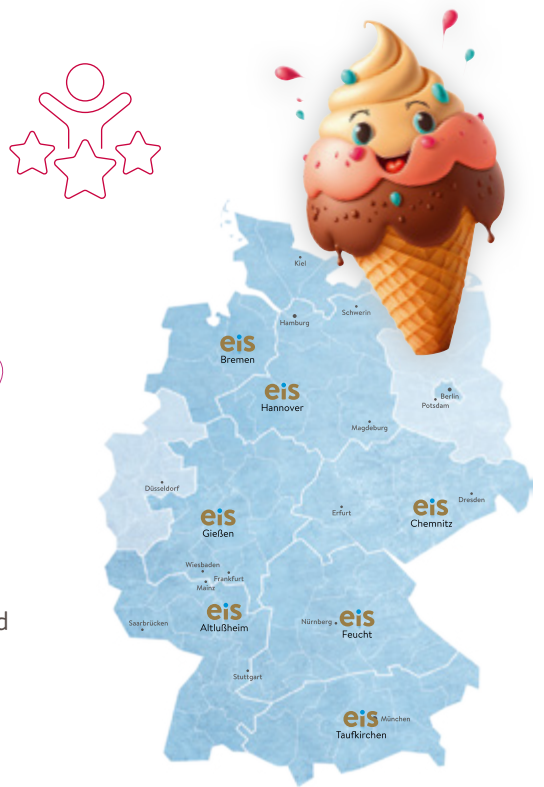 Kiel
Schwerin
Hamburg
eis
Bremen
eis
Hannover
Berlin
Potsdam
Magdeburg
Düsseldorf
Dresden
eis
Chemnitz
Erfurt
eis
Gießen
Wiesbaden
Frankfurt
Mainz
eis
Altlußheim
d
Saarbrücken
Nürnberg
eis
Feucht
Stuttgart
eis
München
Taufkirchen